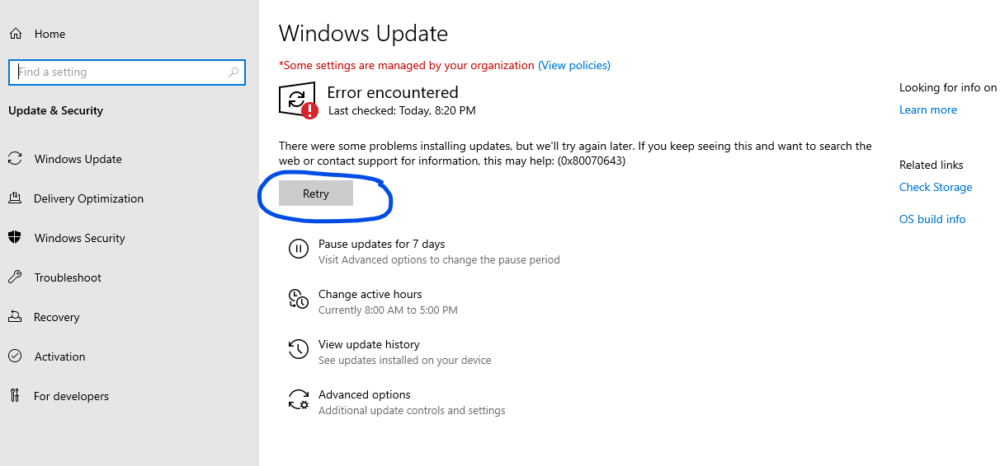 Home
Find a setting
Update & Security
Windows Update
Delivery Optimization
Windows Security
Troubleshoot
Recovery
Activation
For developers
Windows Update
*Some settings are managed by your organization (View policies)
Error encountered
Last checked: Today, 8:20 PM
There were some problems installing updates, but we'll try again later. If you keep seeing this and want to search the
web or contact support for information, this may help: (0x80070643)
Retry
Pause updates for 7 days
Visit Advanced options to change the pause period
Change active hours
Currently 8:00 AM to 5:00 PM
View update history
See updates installed on your device
Advanced options
Additional update controls and settings
Looking for info on
Learn more
Related links
Check Storage
OS build info